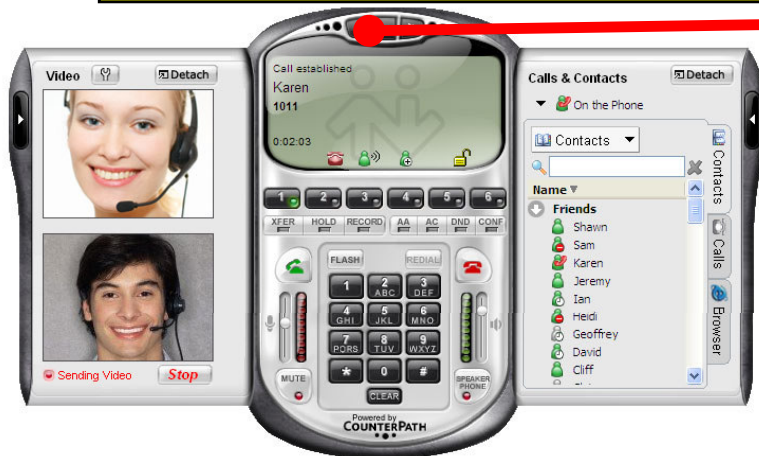 Video
Detach
Sending Video
Stop
Call established
Karen
1011
0:02:03
1 2 3 4 5 6
XFER HOLD RECORD AA AC DND CONF
FLASH REDIAL
1 2 ABC 3 DEF
4 GHI 5 JKL 6 MNO
7 PQRS 8 TUV 9 WXYZ
* 0 #
MUTE
SPEAKER PHONE
CLEAR
Powered by
COUNTERPATH
Calls & Contacts
Detach
On the Phone
Contacts
Name
Friends
Shawn
Sam
Karen
Jeremy
Ian
Heidi
Geoffrey
David
Cliff
Contacts
Calls
Browser